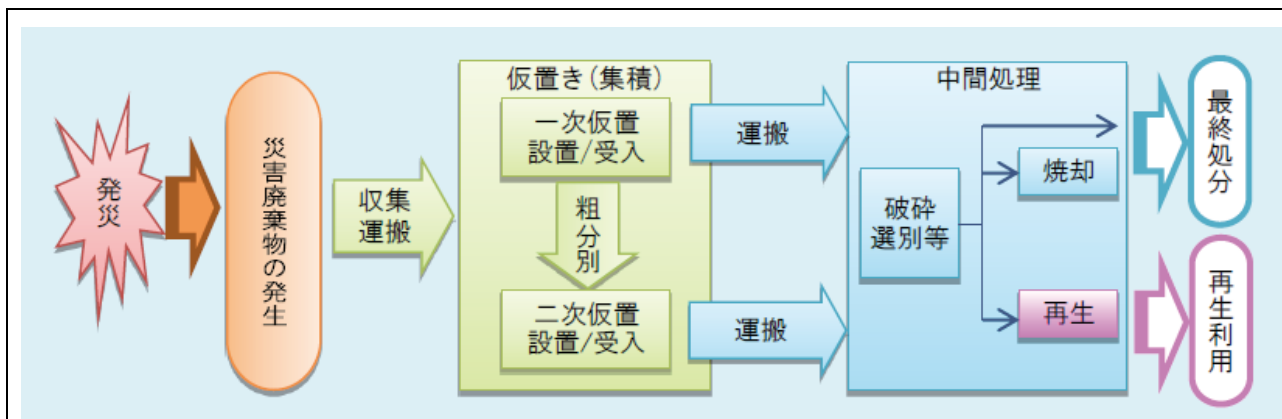 発災
災害廃棄物の発生
収集
運搬
仮置き(集積)
一次仮置
設置/受入
粗分別
二次仮置
設置/受入
運搬
運搬
中間処理
破砕
選別等
焼却
再生
最終処分
再生利用